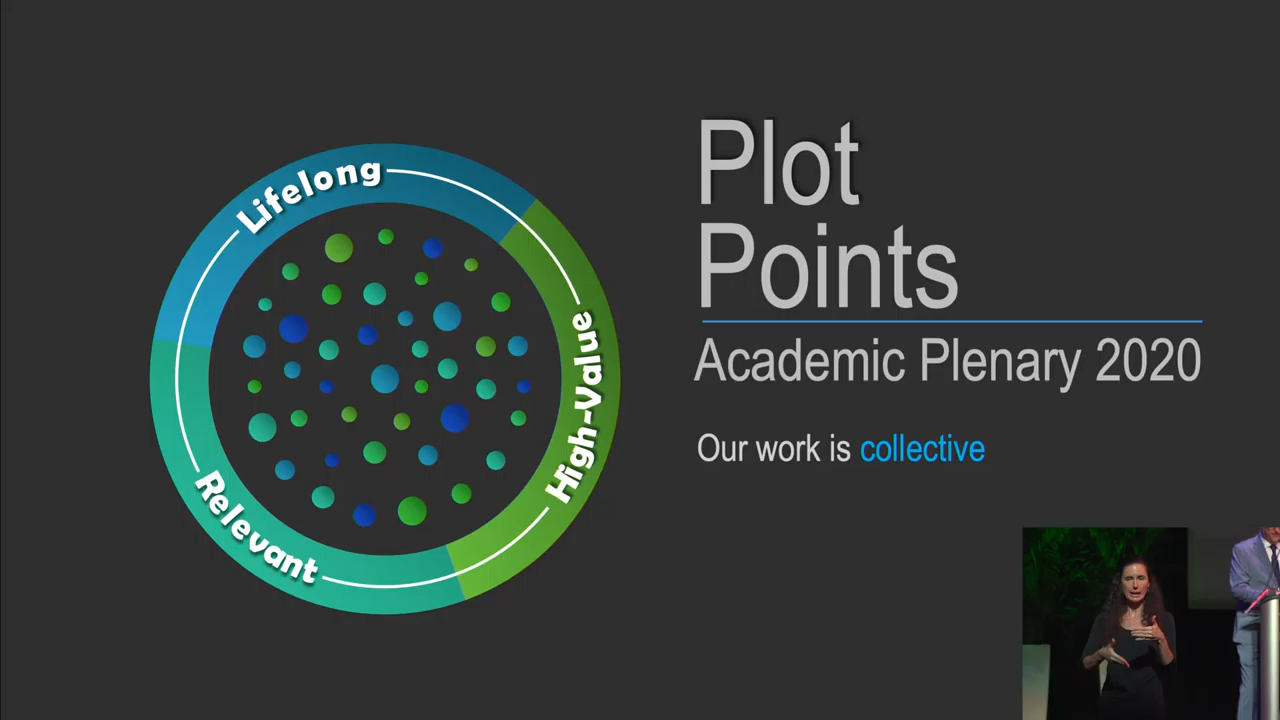 Lifelong
High-Value
Relevant
Plot
Points
Academic Plenary 2020
Our work is collective